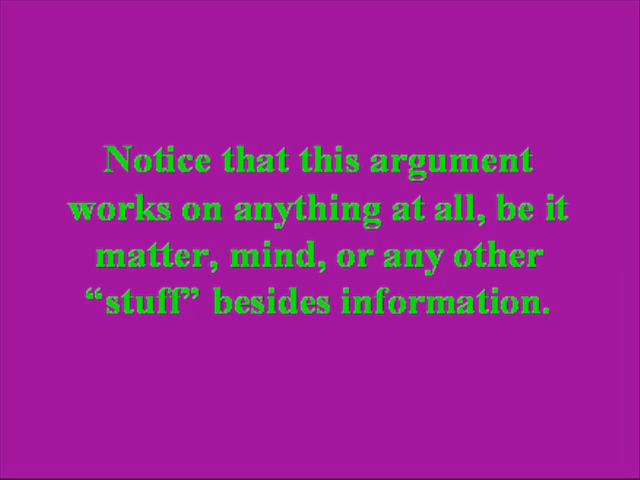 Notice that this argument
works on anything at all, be it
matter, mind, or any other
“stuff” besides information.